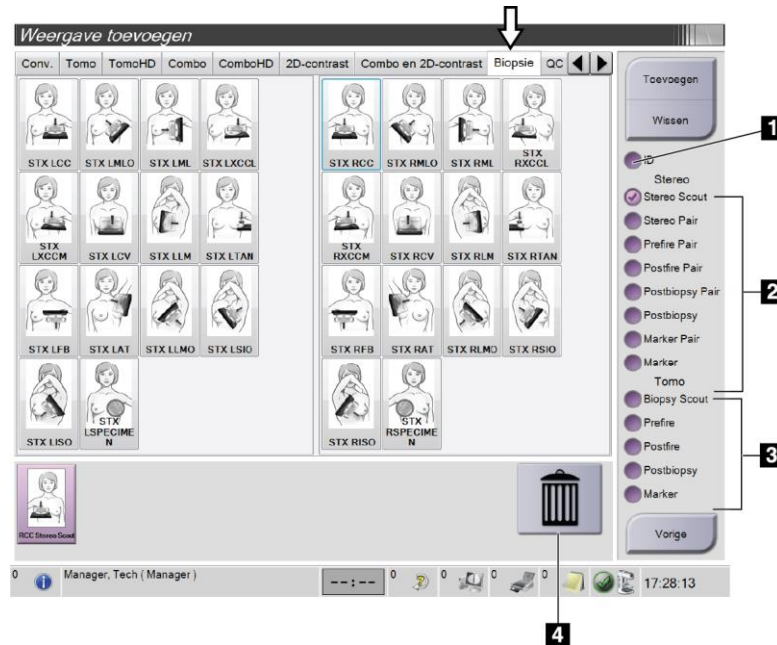 Weergave toevoegen
Conv. Tomo TomoHD Combo ComboHD 2D-contrast Combo en 2D-contrast Biopsie QC
STX LCC STX LMLO STX LML STX LXCCL
STX LXCCM STX LCV STX LLM STX LTAN
STX LFB STX LAT STX LLMO STX LSIO
STX LISO STX LSPECIMEN
STX RCC STX RMLO STX RML STX RXCCL
STX RXCCM STX RCV STX RLM STX RTAN
STX RFB STX RAT STX RLMO STX RSIO
STX RISO STX RSPECIMEN
Toevoegen
Wissen
1
ID
Stereo
Stereo Scout
Stereo Pair
Prefire Pair
Postfire Pair
Postbiopsy Pair
2
Postbiopsy
Marker Pair
Marker
Tomo
Biopsy Scout
Prefire
Postfire
3
Postbiopsy
Marker
Vorige
RCC Stereo Scout
0 Manager, Tech ( Manager ) --:-- 0 0 0 0 17:28:13
4